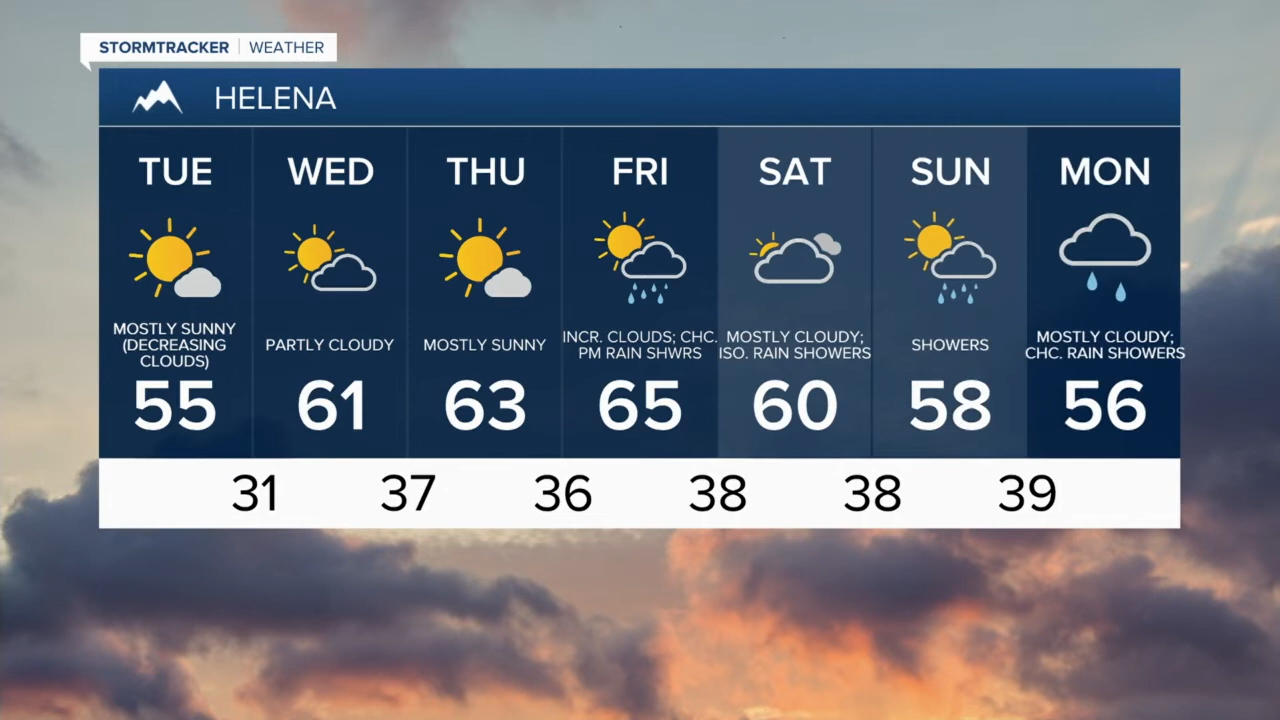 STORMTRACKER | WEATHER
HELENA
TUE WED THU FRI SAT SUN MON
MOSTLY SUNNY
(DECREASING
CLOUDS)
PARTLY CLOUDY
MOSTLY SUNNY
INCR. CLOUDS; CHC.
PM RAIN SHWRS
MOSTLY CLOUDY;
ISO. RAIN SHOWERS
SHOWERS
MOSTLY CLOUDY;
CHC. RAIN SHOWERS
55 61 63 65 60 58 56
31 37 36 38 38 39